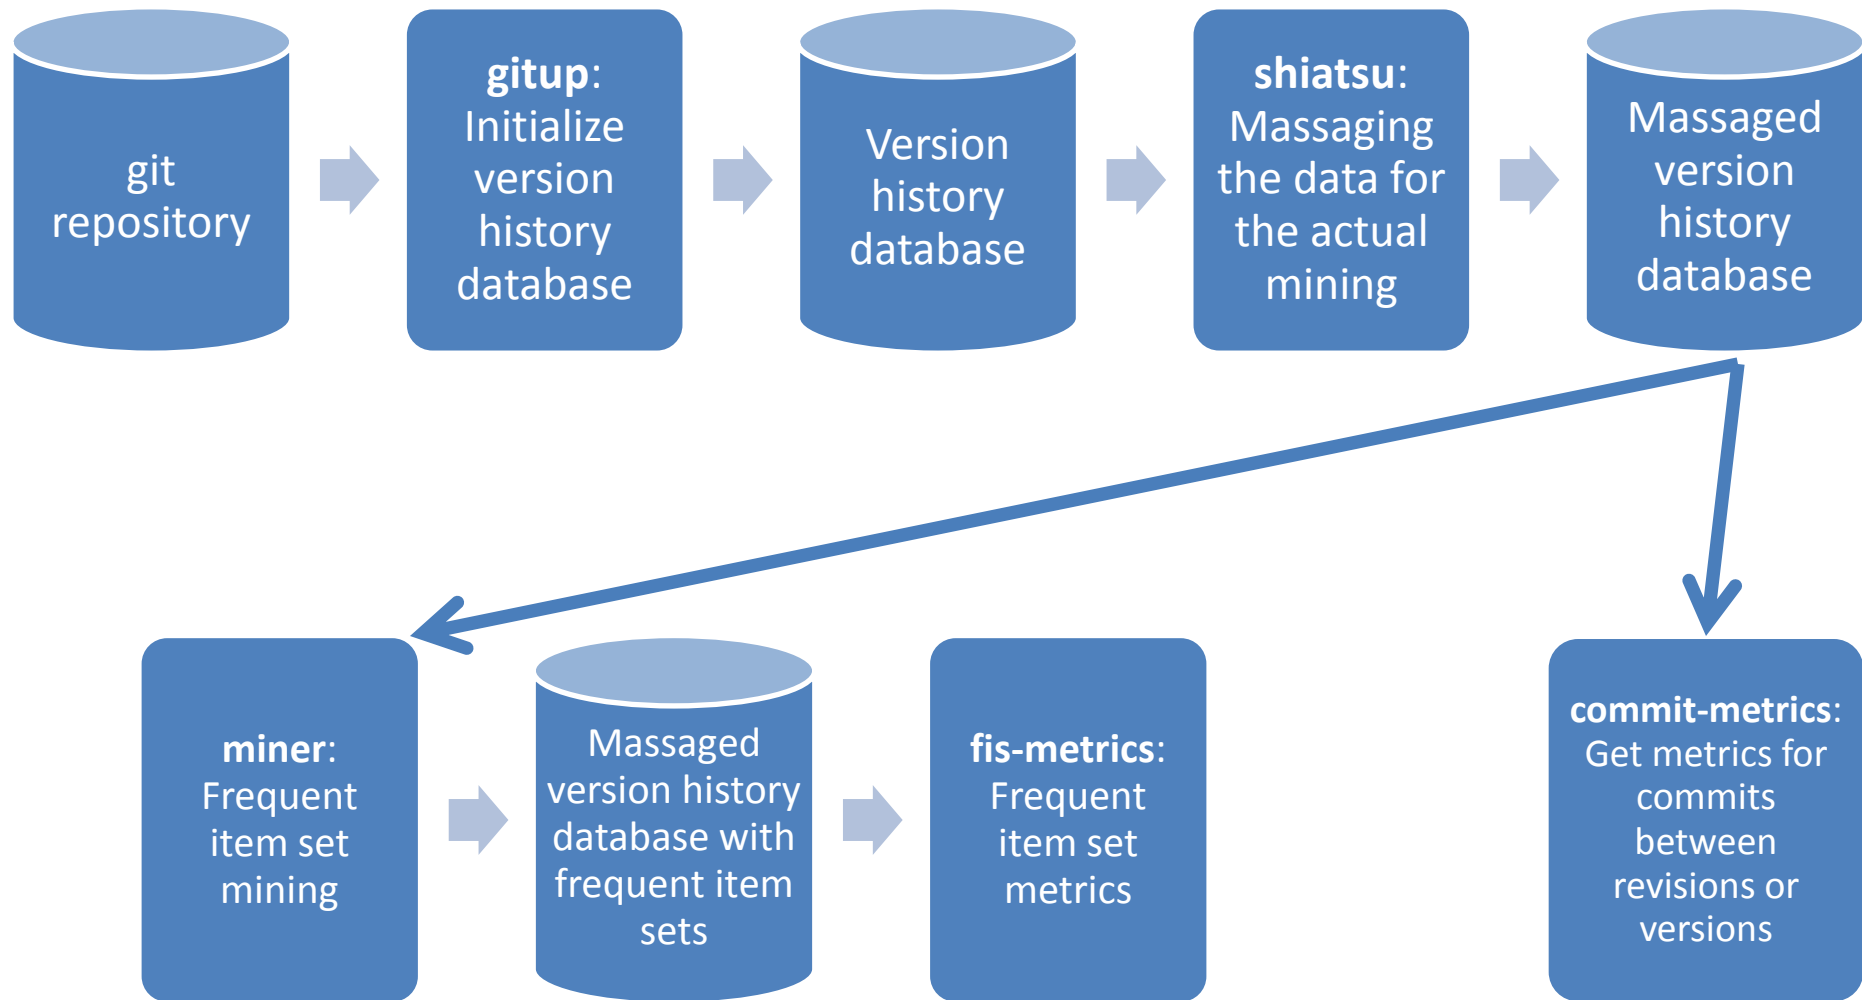 git
repository
gitup:
Initialize
version
history
database
Version
history
database
shiatsu:
Massaging
the data for
the actual
mining
Massaged
version
history
database
miner:
Frequent
item set
mining
Massaged
version history
database with
frequent item
sets
fis-metrics:
Frequent
item set
metrics
commit-metrics:
Get metrics for
commits
between
revisions or
versions